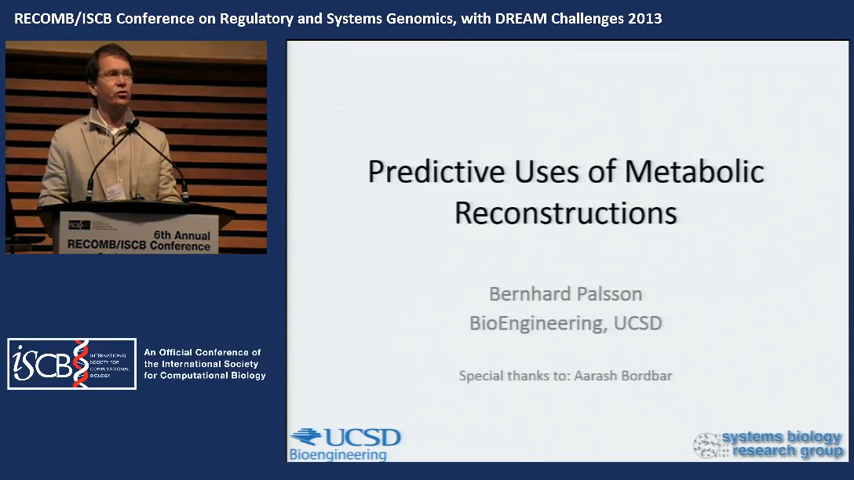 RECOMB/ISCB Conference on Regulatory and Systems Genomics, with DREAM Challenges 2013
6th Annual
RECOMB/ISCB Conference
iSCB
INTERNATIONAL
SOCIETY FOR
COMPUTATIONAL
BIOLOGY
An Official Conference of
the International Society
for Computational Biology
Predictive Uses of Metabolic
Reconstructions
Bernhard Palsson
BioEngineering, UCSD
Special thanks to: Aarash Bordbar
UCSD
Bioengineering
systems biology
research group